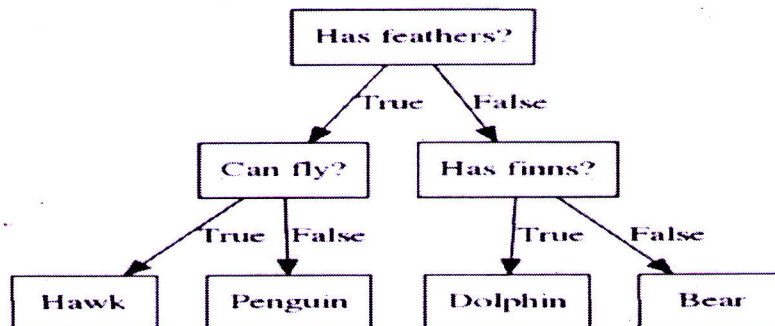 Has feathers?
True False
Can fly? Has finns?
True False True False
Hawk Penguin Dolphin Bear